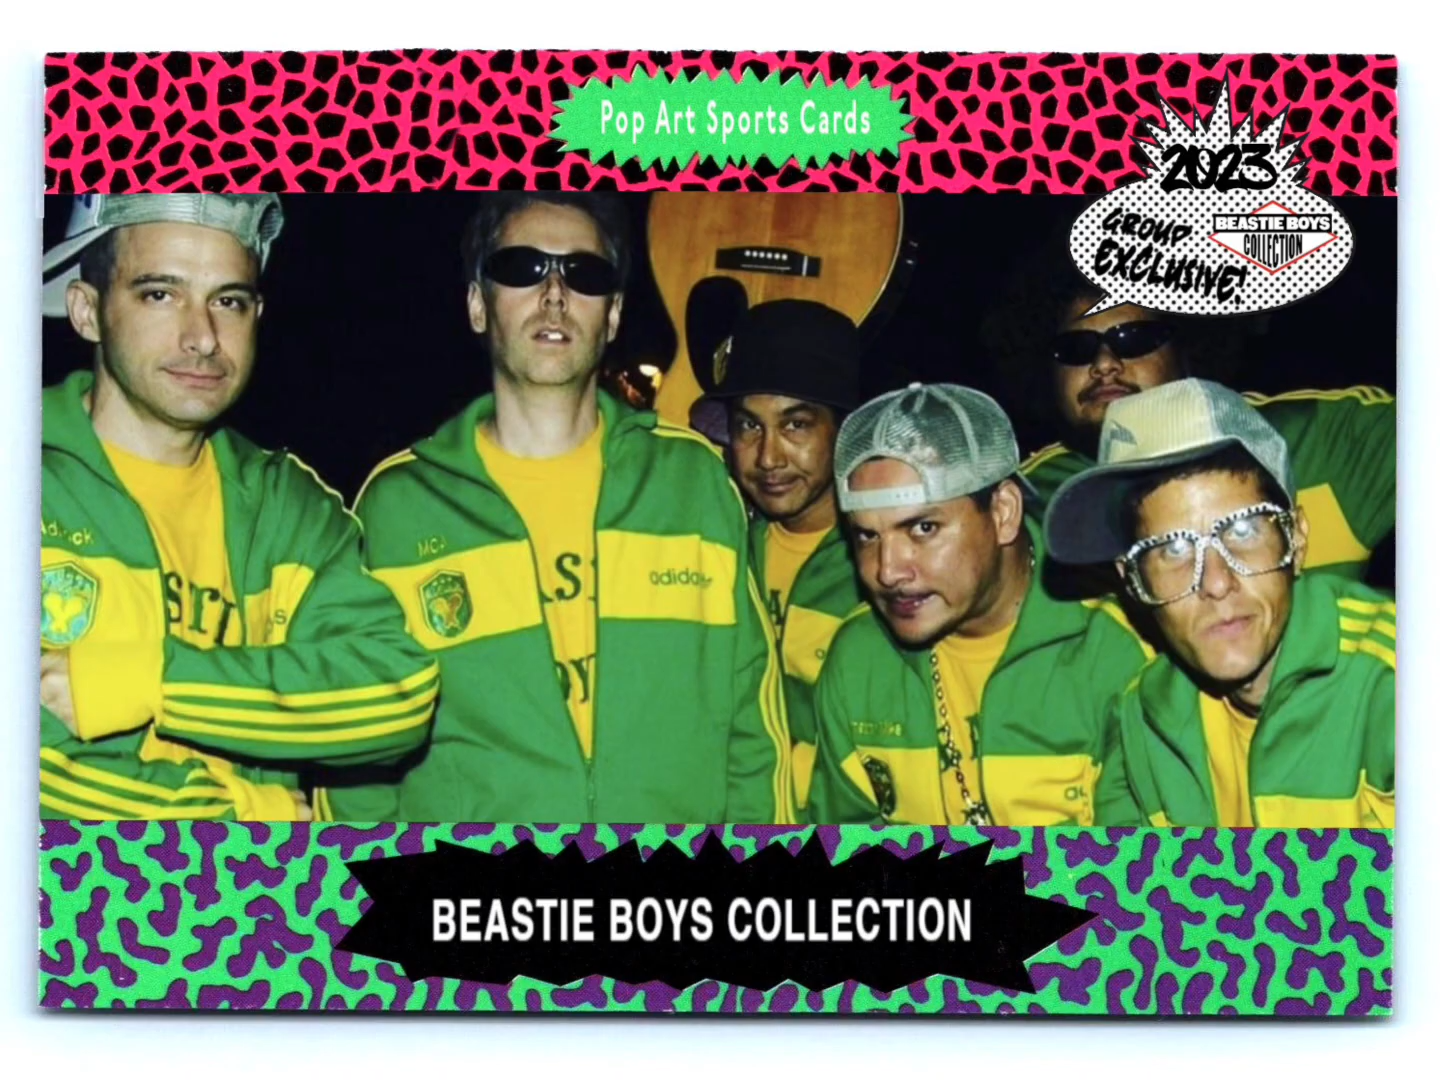 Pop Art Sports Cards
2023
GROUP
EXCLUSIVE!
BEASTIE BOYS
COLLECTION
MCA
adidas
BEASTIE BOYS COLLECTION